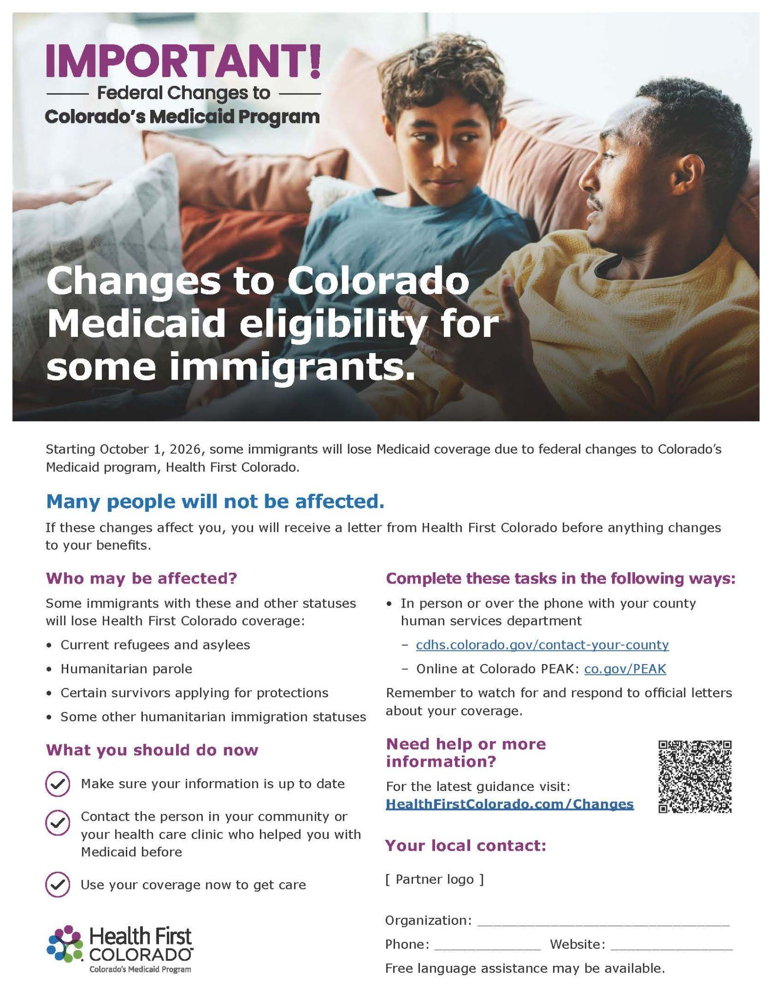 IMPORTANT!
Federal Changes to
Colorado's Medicaid Program
Changes to Colorado
Medicaid eligibility for
some immigrants.
Starting October 1, 2026, some immigrants will lose Medicaid coverage due to federal changes to Colorado's
Medicaid program, Health First Colorado.
Many people will not be affected.
If these changes affect you, you will receive a letter from Health First Colorado before anything changes
to your benefits.
Who may be affected?
Some immigrants with these and other statuses
will lose Health First Colorado coverage:
• Current refugees and asylees
• Humanitarian parole
• Certain survivors applying for protections
• Some other humanitarian immigration statuses
What you should do now
Make sure your information is up to date
Contact the person in your community or
your health care clinic who helped you with
Medicaid before
Use your coverage now to get care
Health First
COLORADO™
Colorado's Medicaid Program
Complete these tasks in the following ways:
• In person or over the phone with your county
human services department
– cdhs.colorado.gov/contact-your-county
– Online at Colorado PEAK: co.gov/PEAK
Remember to watch for and respond to official letters
about your coverage.
Need help or more
information?
For the latest guidance visit:
HealthFirstColorado.com/Changes
Your local contact:
[ Partner logo ]
Organization: ________________________________
Phone: _____________ Website: ________________
Free language assistance may be available.